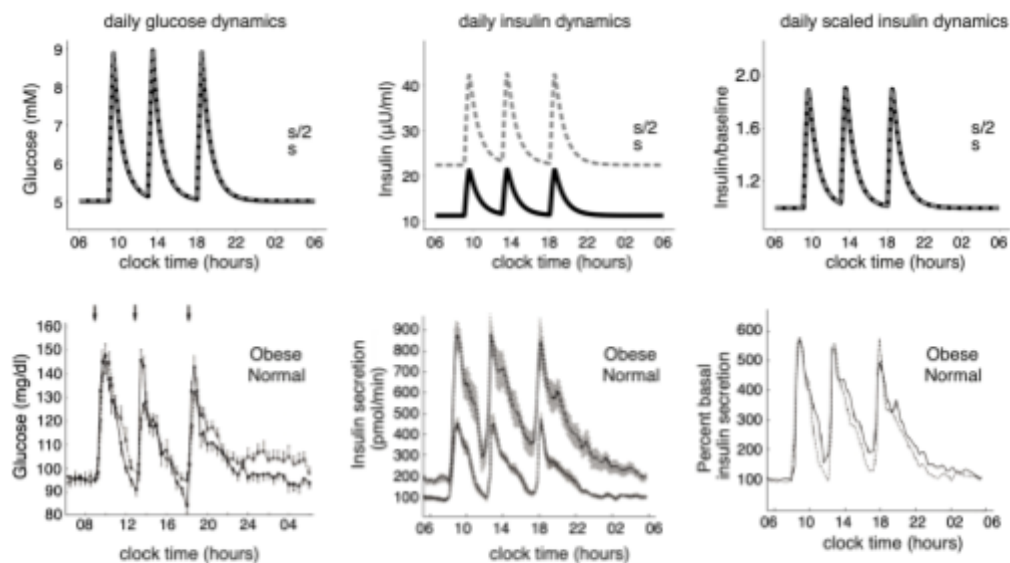 daily glucose dynamics
daily insulin dynamics
daily scaled insulin dynamics
Glucose (mM)
9
8
7
6
5
s/2
s
06 10 14 18 22 02 06
clock time (hours)
Insulin (µU/ml)
40
30
20
10
s/2
s
06 10 14 18 22 02 06
clock time (hours)
Insulin/baseline
2.0
1.6
1.2
s/2
s
06 10 14 18 22 02 06
clock time (hours)
Glucose (mg/dl)
160
150
140
130
120
110
100
90
80
Obese
Normal
08 12 16 20 24 04
clock time (hours)
Insulin secretion
(pmol/min)
900
800
700
600
500
400
300
200
100
Obese
Normal
06 10 14 18 22 02 06
clock time (hours)
Percent basal
insulin secretion
600
500
400
300
200
100
Obese
Normal
06 10 14 18 22 02 06
clock time (hours)